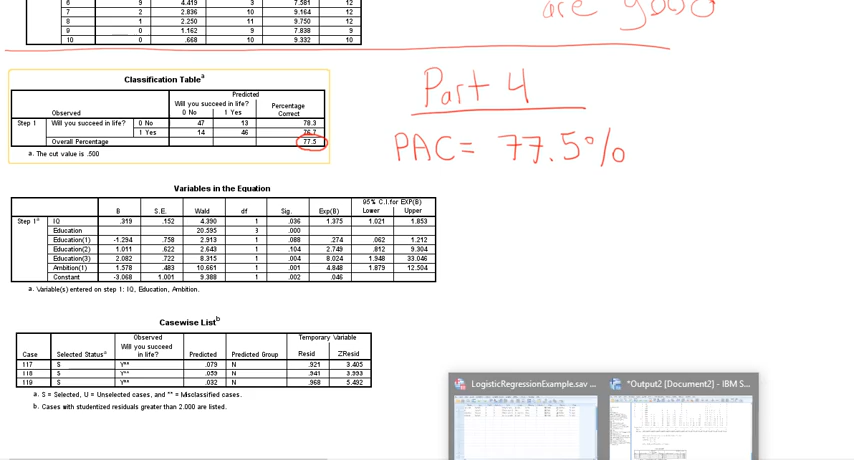 are good
6 9 4.419 3 7.581 12
7 2 2.836 10 9.164 12
8 1 2.250 11 9.750 12
9 0 1.162 9 7.838 9
10 0 .668 10 9.332 10
Classification Tableᵃ
Predicted
Will you succeed in life? Percentage
Observed 0 No 1 Yes Correct
Step 1 Will you succeed in life? 0 No 47 13 78.3
1 Yes 14 46 76.7
Overall Percentage 77.5
a. The cut value is .500
Part 4
PAC= 77.5%
Variables in the Equation
95% C.I.for EXP(B)
B S.E. Wald df Sig. Exp(B) Lower Upper
Step 1ᵃ IQ .319 .152 4.390 1 .036 1.375 1.021 1.853
Education 20.595 3 .000
Education(1) -1.294 .758 2.913 1 .088 .274 .062 1.212
Education(2) 1.011 .622 2.643 1 .104 2.749 .812 9.304
Education(3) 2.082 .722 8.315 1 .004 8.024 1.948 33.046
Ambition(1) 1.578 .483 10.661 1 .001 4.848 1.879 12.504
Constant -3.068 1.001 9.388 1 .002 .046
a. Variable(s) entered on step 1: IQ, Education, Ambition.
Casewise Listᵇ
Observed Temporary Variable
Case Selected Statusᵃ Will you succeed in life? Predicted Predicted Group Resid ZResid
117 S Y** .079 N .921 3.405
118 S Y** .059 N .941 3.993
119 S Y** .032 N .968 5.492
a. S = Selected, U = Unselected cases, and ** = Misclassified cases.
b. Cases with studentized residuals greater than 2.000 are listed.
LogisticRegressionExample.sav ...
*Output2 [Document2] - IBM S...